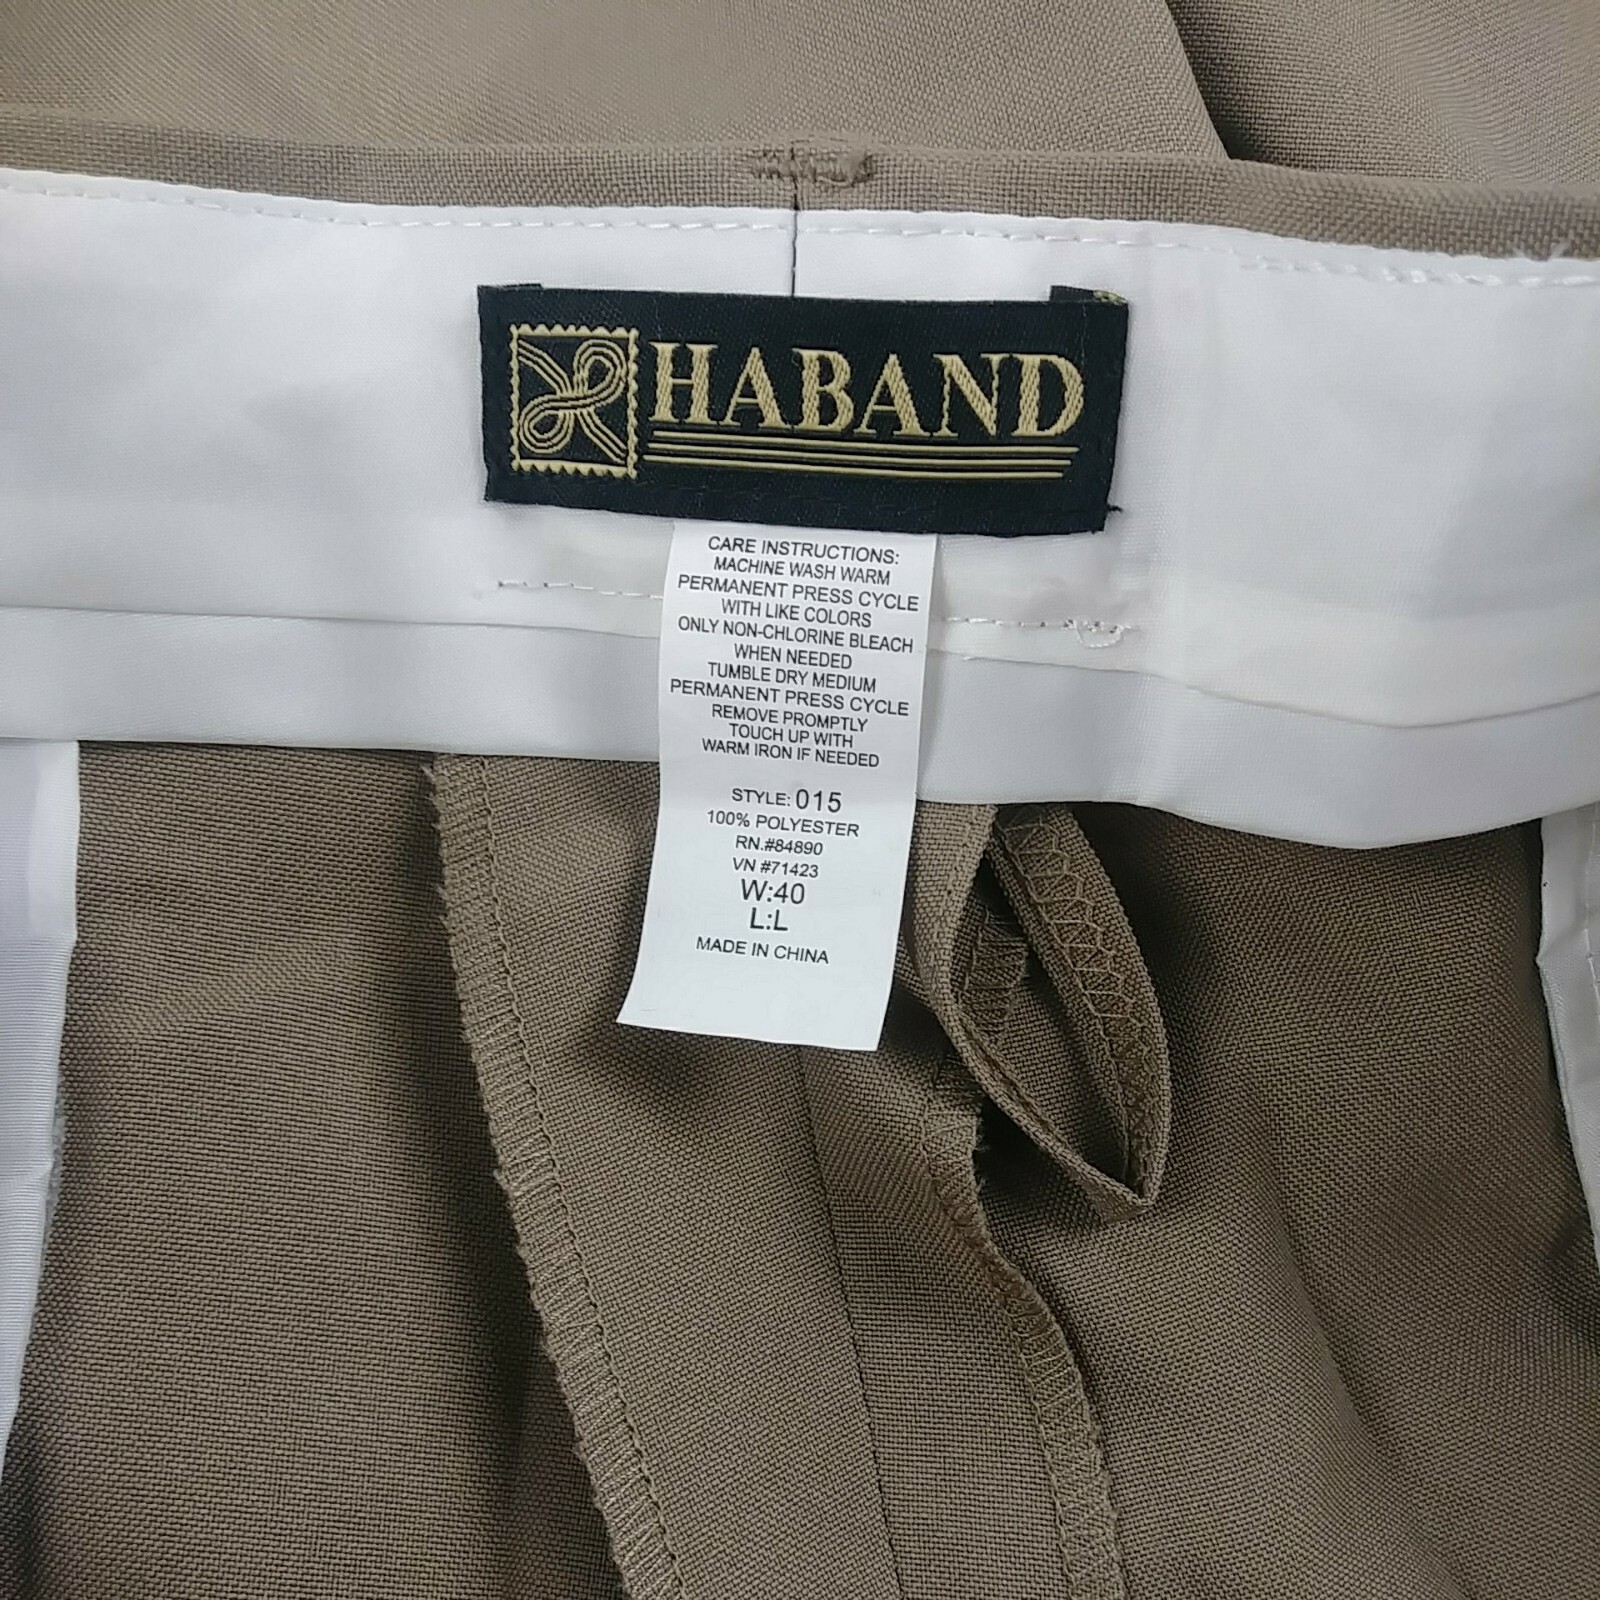 HABAND
CARE INSTRUCTIONS:
MACHINE WASH WARM
PERMANENT PRESS CYCLE
WITH LIKE COLORS
ONLY NON-CHLORINE BLEACH
WHEN NEEDED
TUMBLE DRY MEDIUM
PERMANENT PRESS CYCLE
REMOVE PROMPTLY
TOUCH UP WITH
WARM IRON IF NEEDED
STYLE: 015
100% POLYESTER
RN.#84890
VN #71423
W:40
L:L
MADE IN CHINA